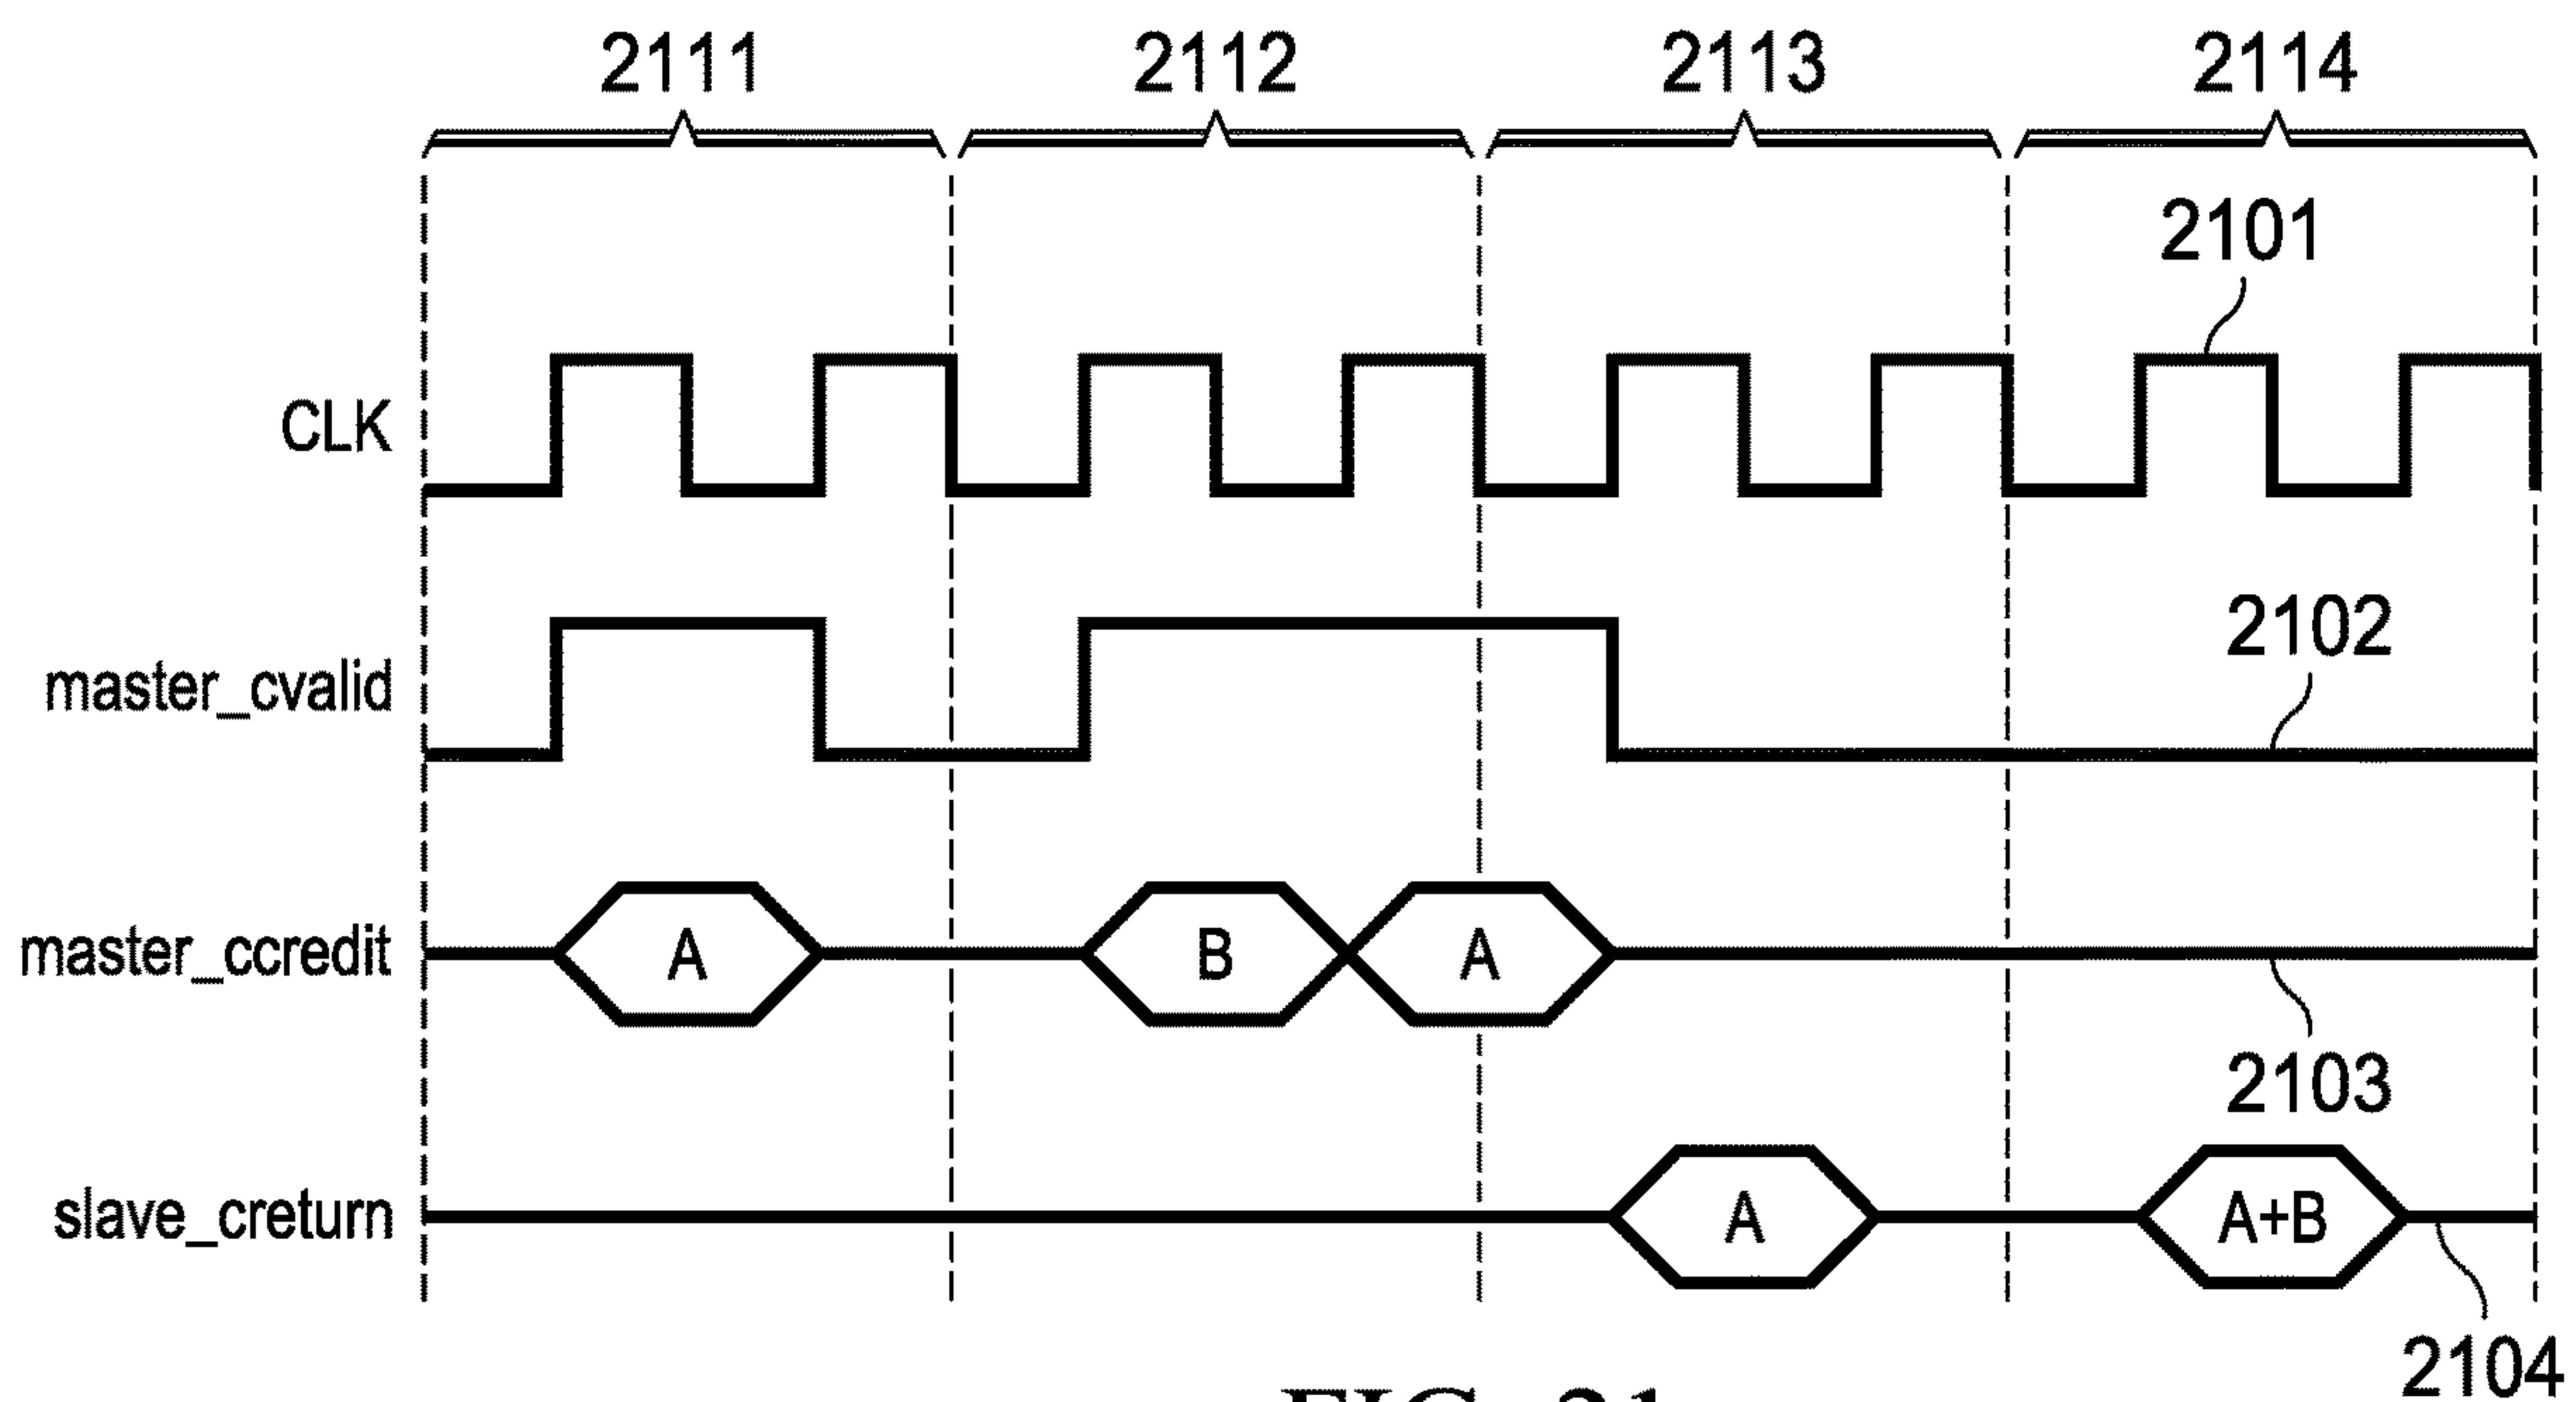 2111 2112 2113 2114
2101
CLK
2102
master_cvalid
master_ccredit A B A
2103
slave_creturn A A+B
2104